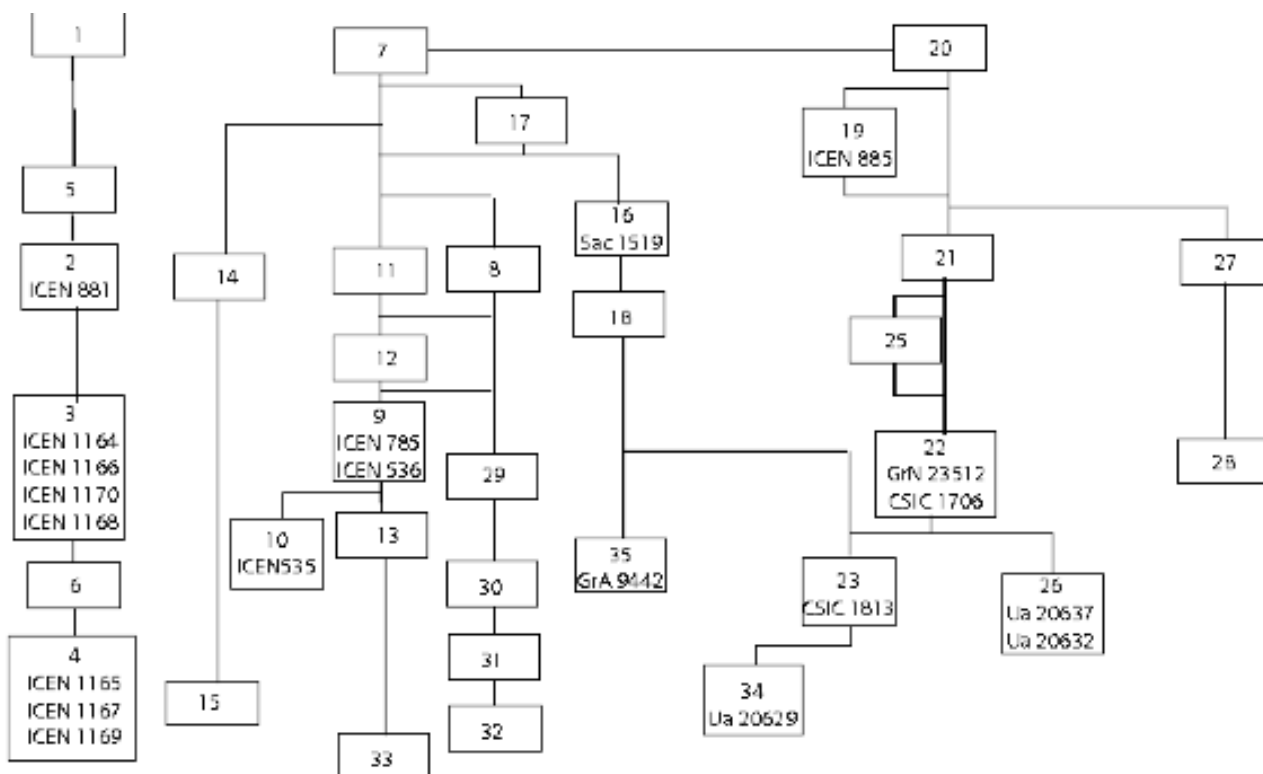 1
7
20
17
19
ICEN 885
5
16
Sac 1519
2
ICEN 881
14
11
8
21
27
18
12
25
3
ICEN 1164
ICEN 1166
ICEN 1170
ICEN 1168
9
ICEN 785
ICEN 536
29
22
GrN 23512
CSIC 1706
28
10
ICEN535
13
35
GrA 9442
6
30
23
CSIC 1813
26
Ua 20637
Ua 20632
4
ICEN 1165
ICEN 1167
ICEN 1169
31
15
34
Ua 20629
32
33